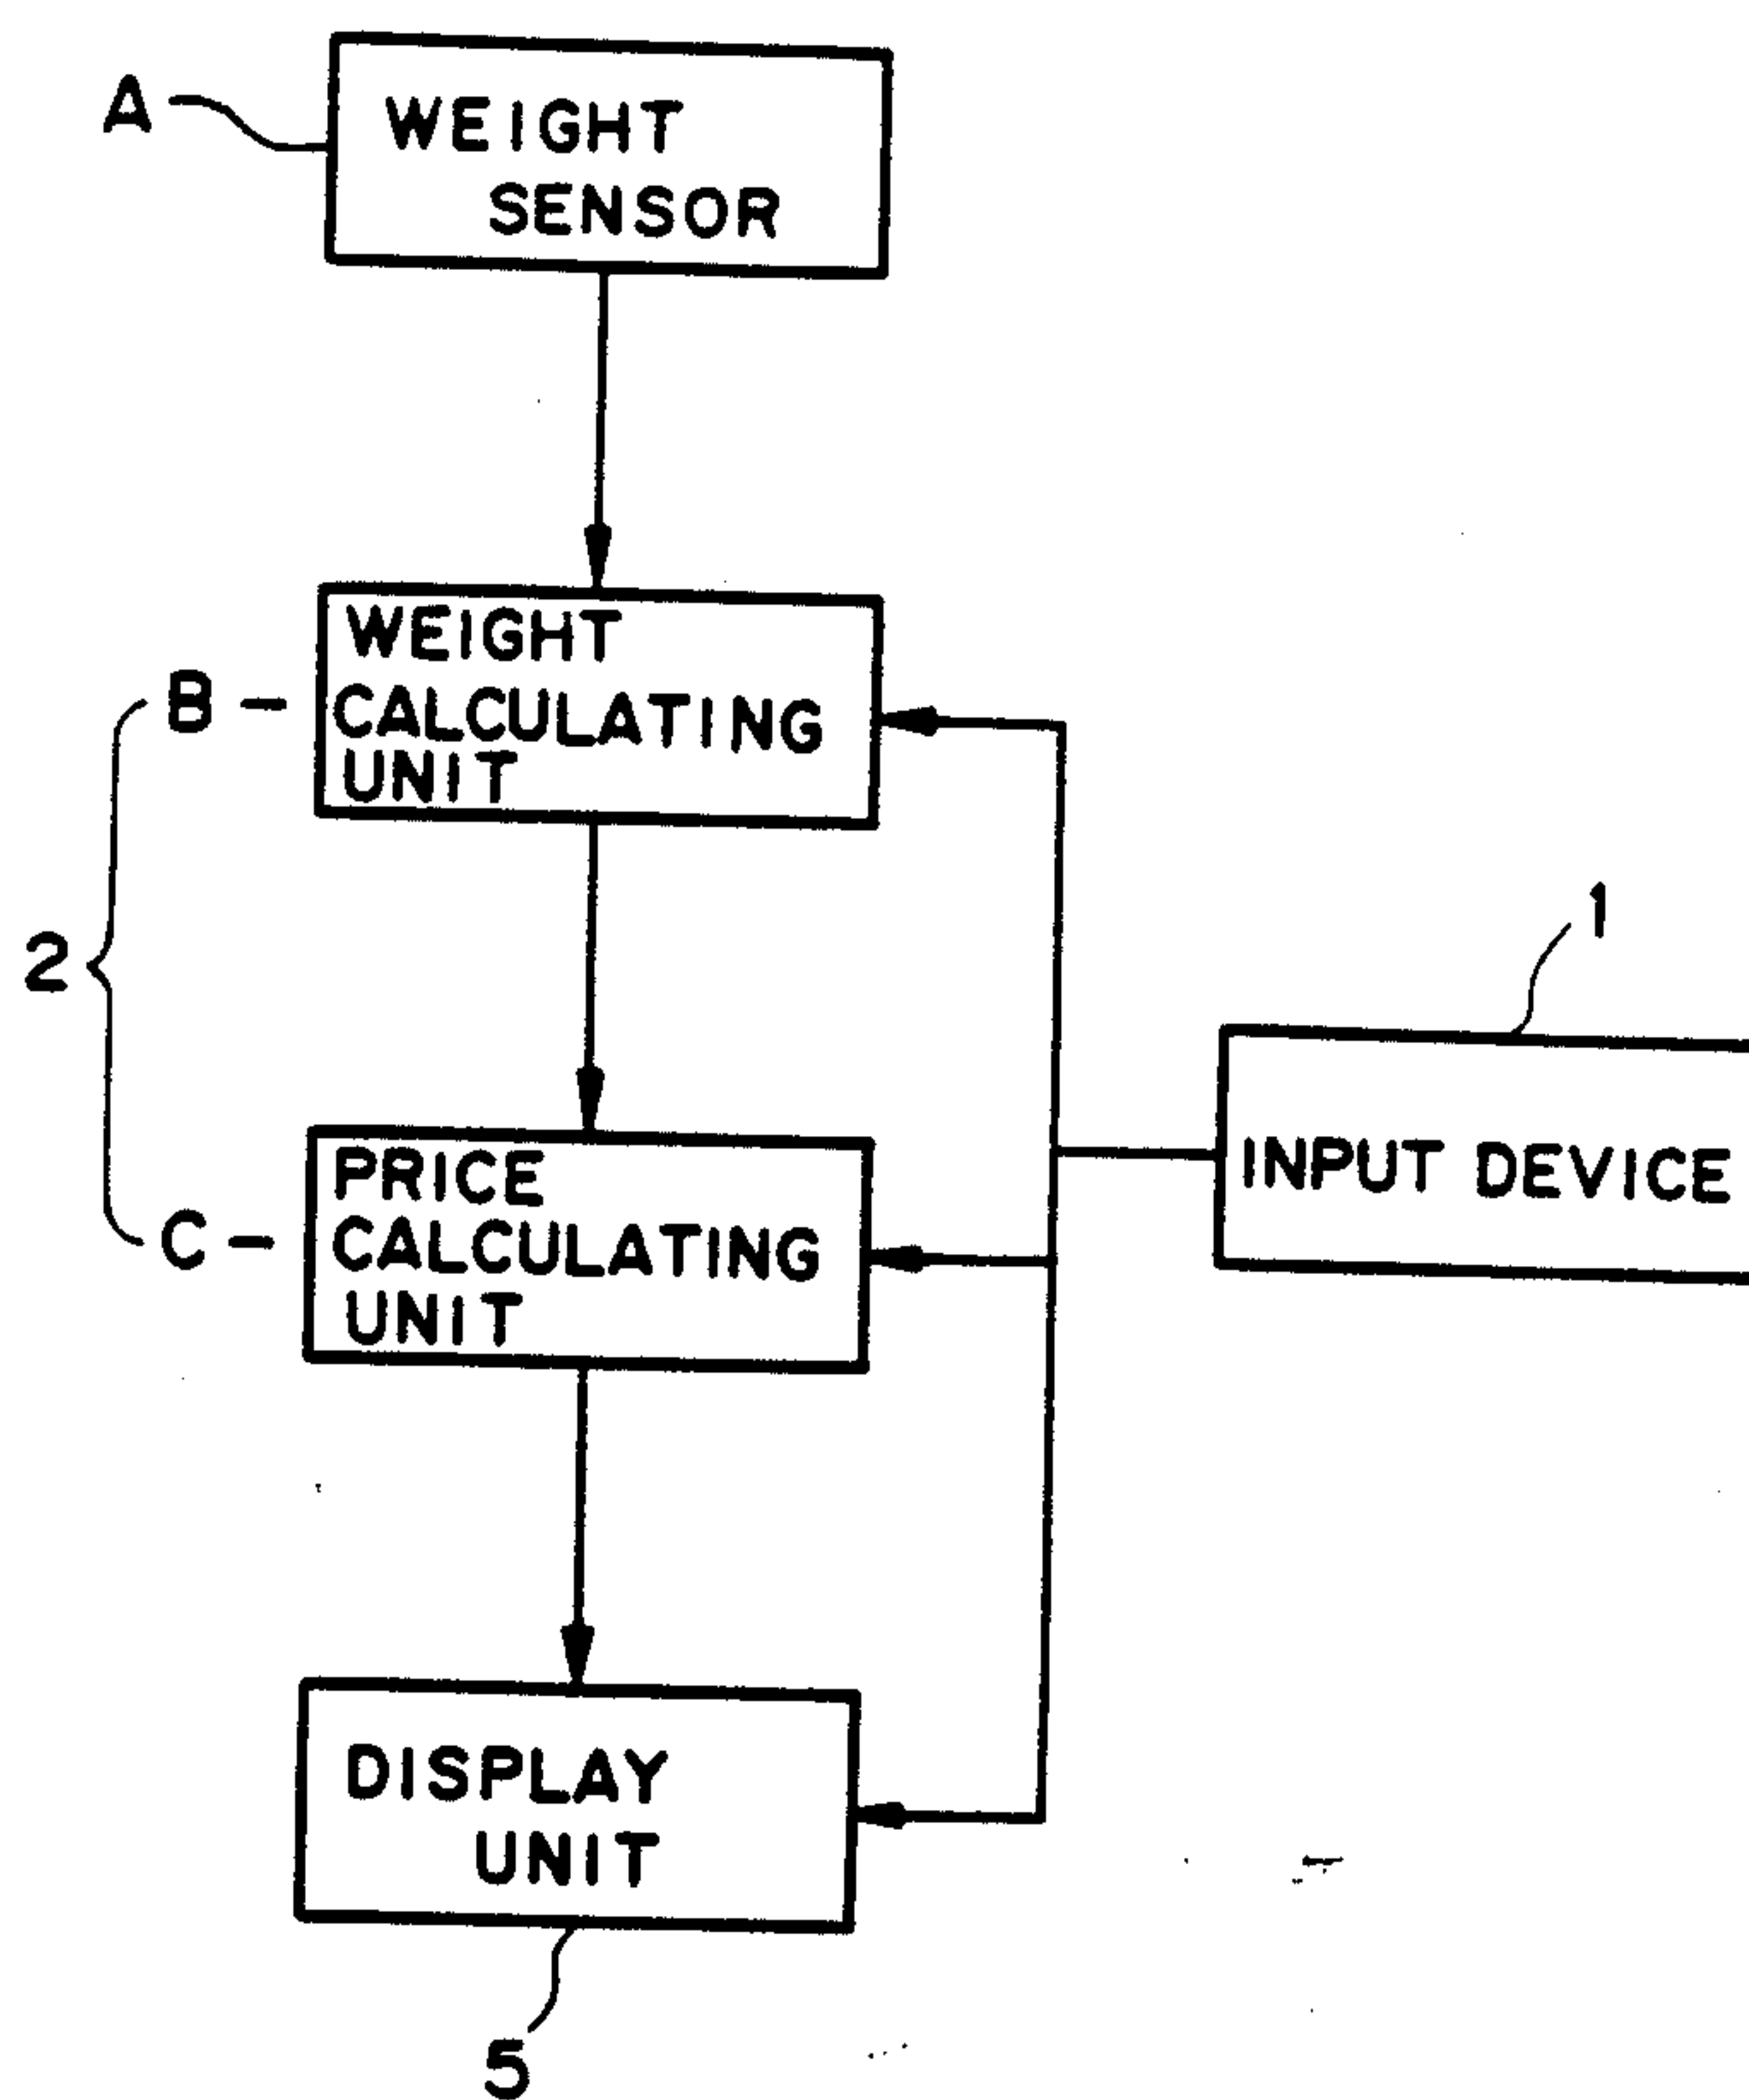 A
WEIGHT
SENSOR
B
WEIGHT
CALCULATING
UNIT
2
1
INPUT DEVICE
C
PRICE
CALCULATING
UNIT
DISPLAY
UNIT
5